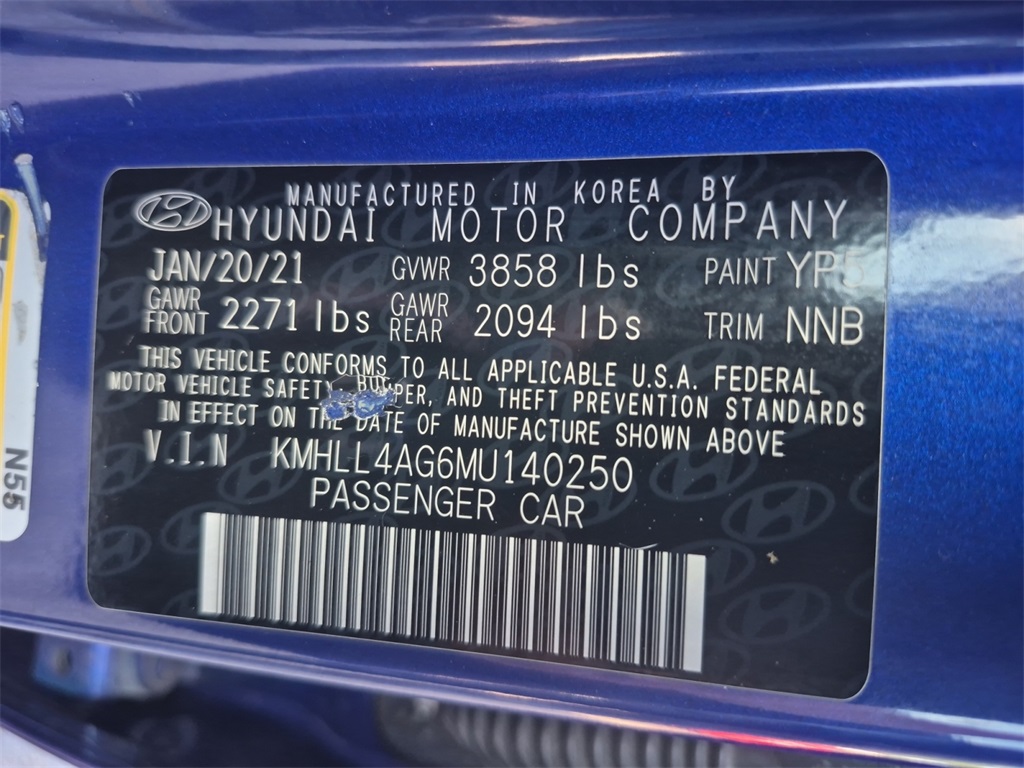 MANUFACTURED IN KOREA BY
HYUNDAI MOTOR COMPANY
JAN/20/21 GVWR 3858 lbs PAINT YP5
GAWR FRONT 2271 lbs GAWR REAR 2094 lbs TRIM NNB
THIS VEHICLE CONFORMS TO ALL APPLICABLE U.S.A. FEDERAL
MOTOR VEHICLE SAFETY, AND THEFT PREVENTION STANDARDS
IN EFFECT ON THE DATE OF MANUFACTURE SHOWN ABOVE
V.I.N KMHLL4AG6MU140250
PASSENGER CAR
N55